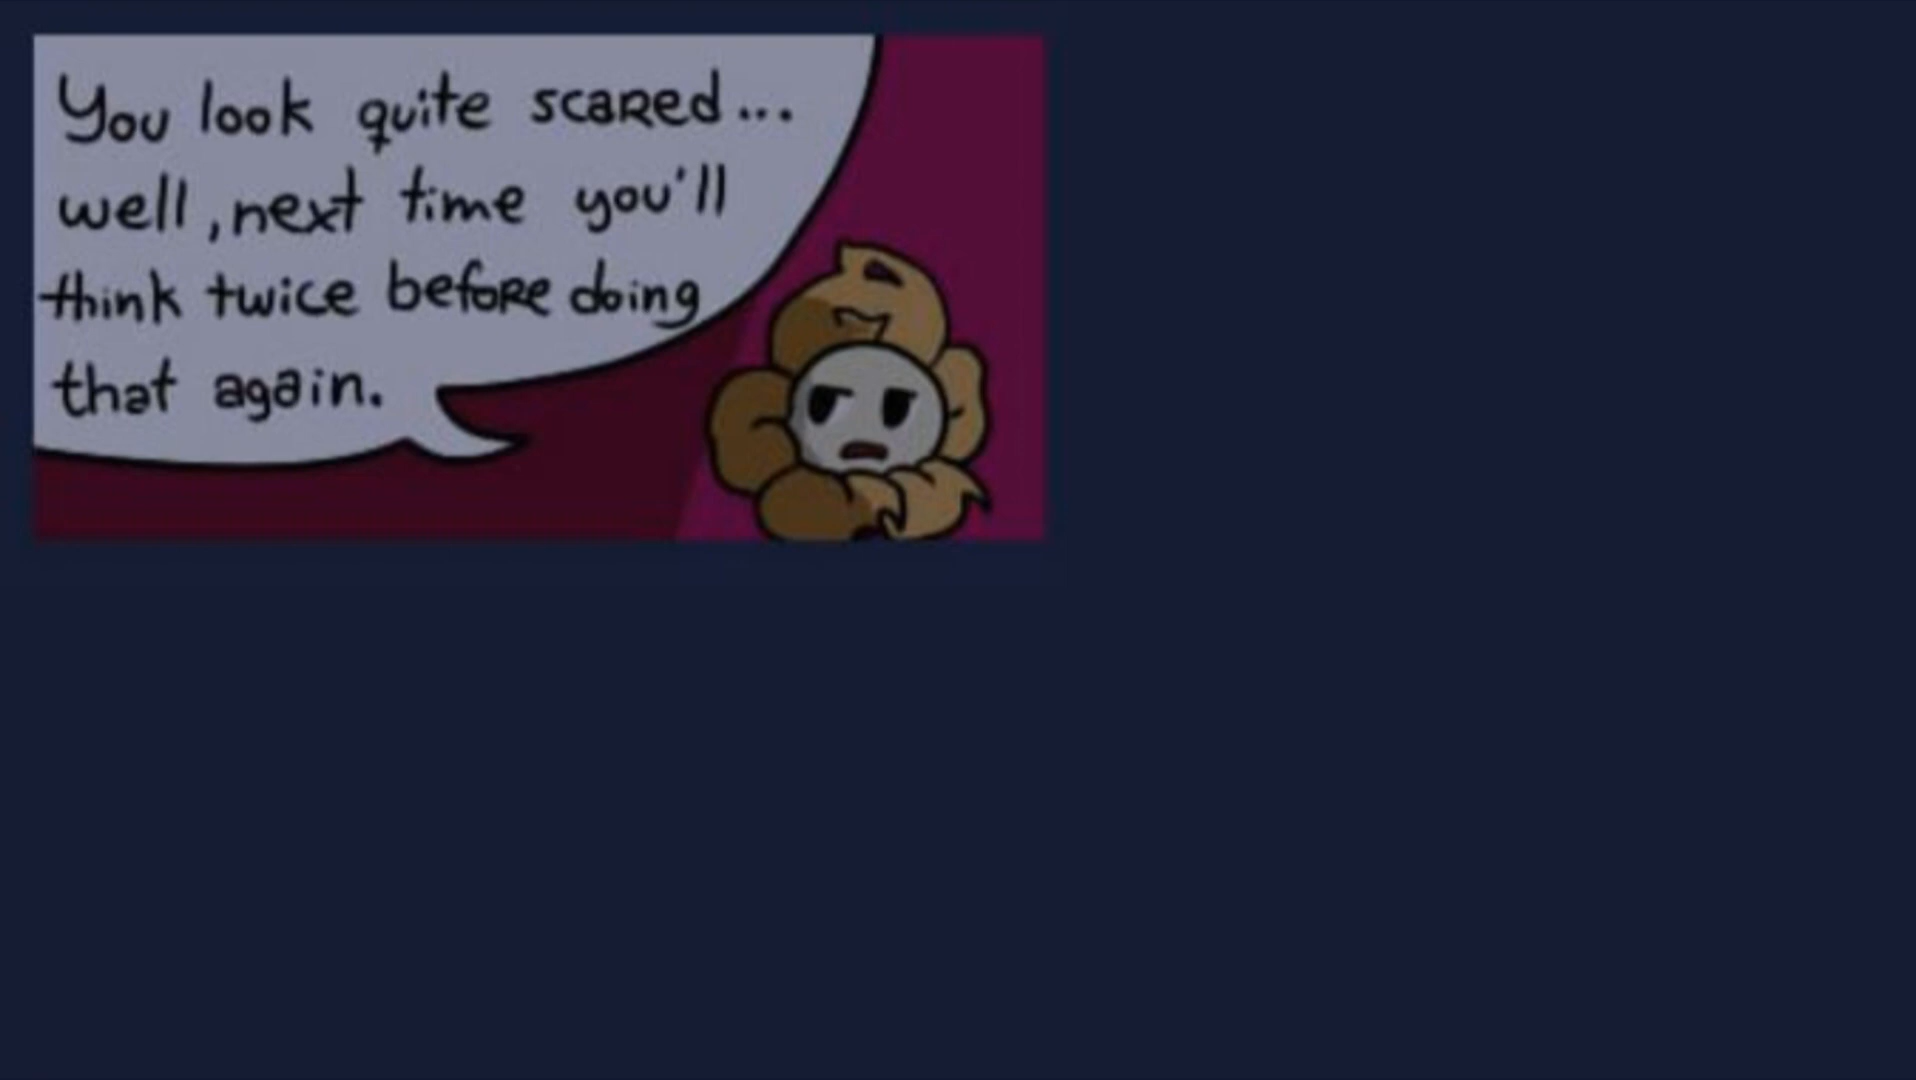 You look quite scared...
well, next time you'll
think twice before doing
that again.